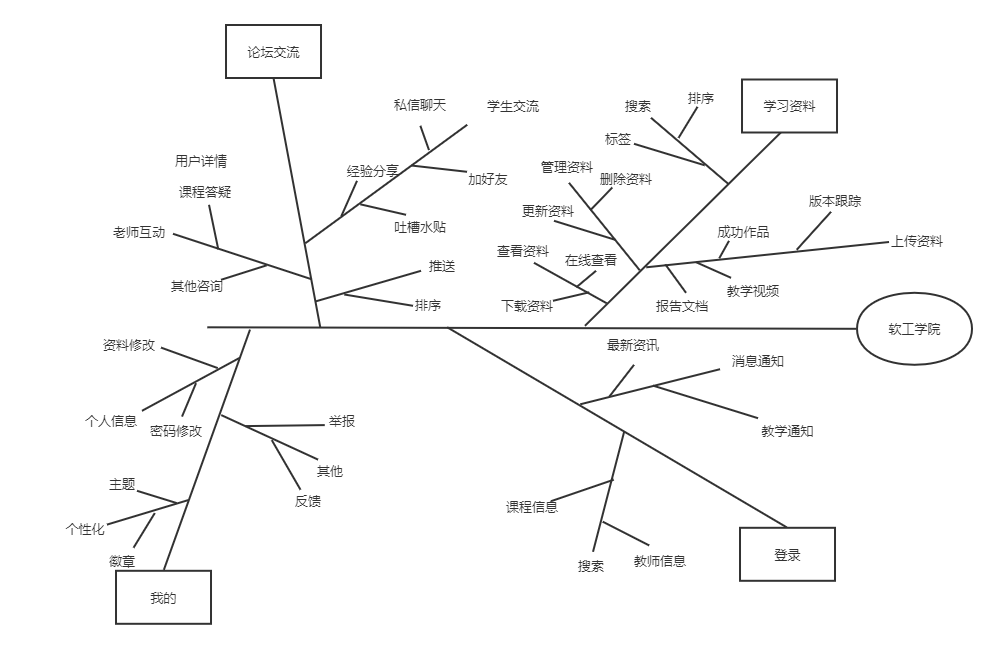 论坛交流
私信聊天
学生交流
经验分享
加好友
吐槽水贴
用户详情
课程答疑
老师互动
其他咨询
推送
排序
学习资料
搜索
排序
标签
管理资料
删除资料
更新资料
查看资料
在线查看
下载资料
版本跟踪
成功作品
上传资料
教学视频
报告文档
软工学院
资料修改
个人信息
密码修改
举报
其他
反馈
主题
个性化
徽章
我的
最新资讯
消息通知
教学通知
课程信息
搜索
教师信息
登录